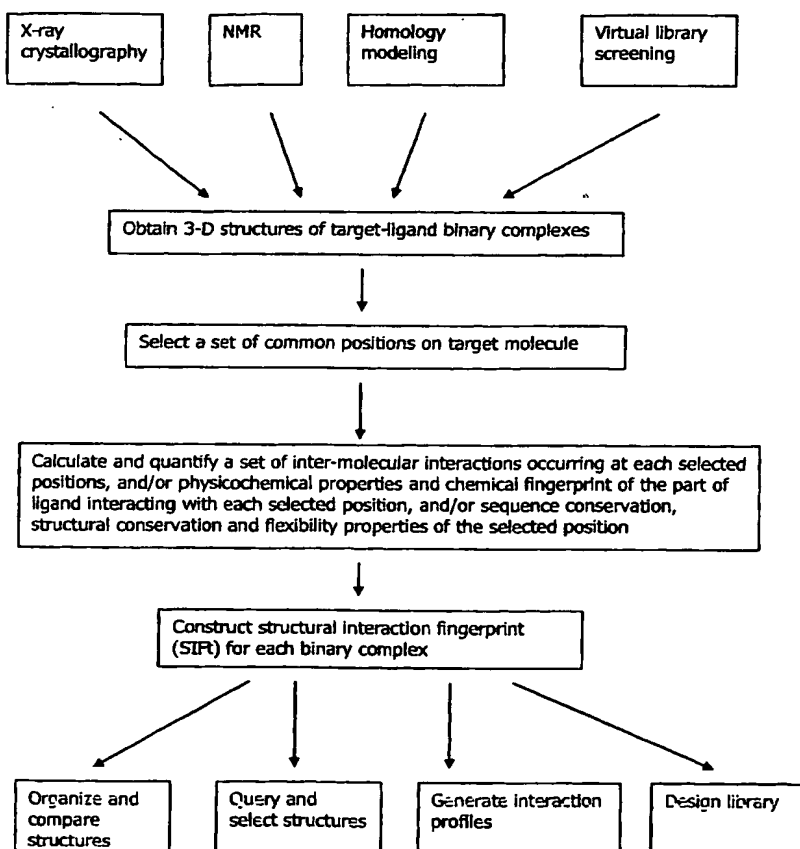 X-ray
crystallography
NMR
Homology
modeling
Virtual library
screening
Obtain 3-D structures of target-ligand binary complexes
Select a set of common positions on target molecule
Calculate and quantify a set of inter-molecular interactions occurring at each selected
positions, and/or physicochemical properties and chemical fingerprint of the part of
ligand interacting with each selected position, and/or sequence conservation,
structural conservation and flexibility properties of the selected position
Construct structural interaction fingerprint
(SIFt) for each binary complex
Organize and
compare
structures
Query and
select structures
Generate interaction
profiles
Design library